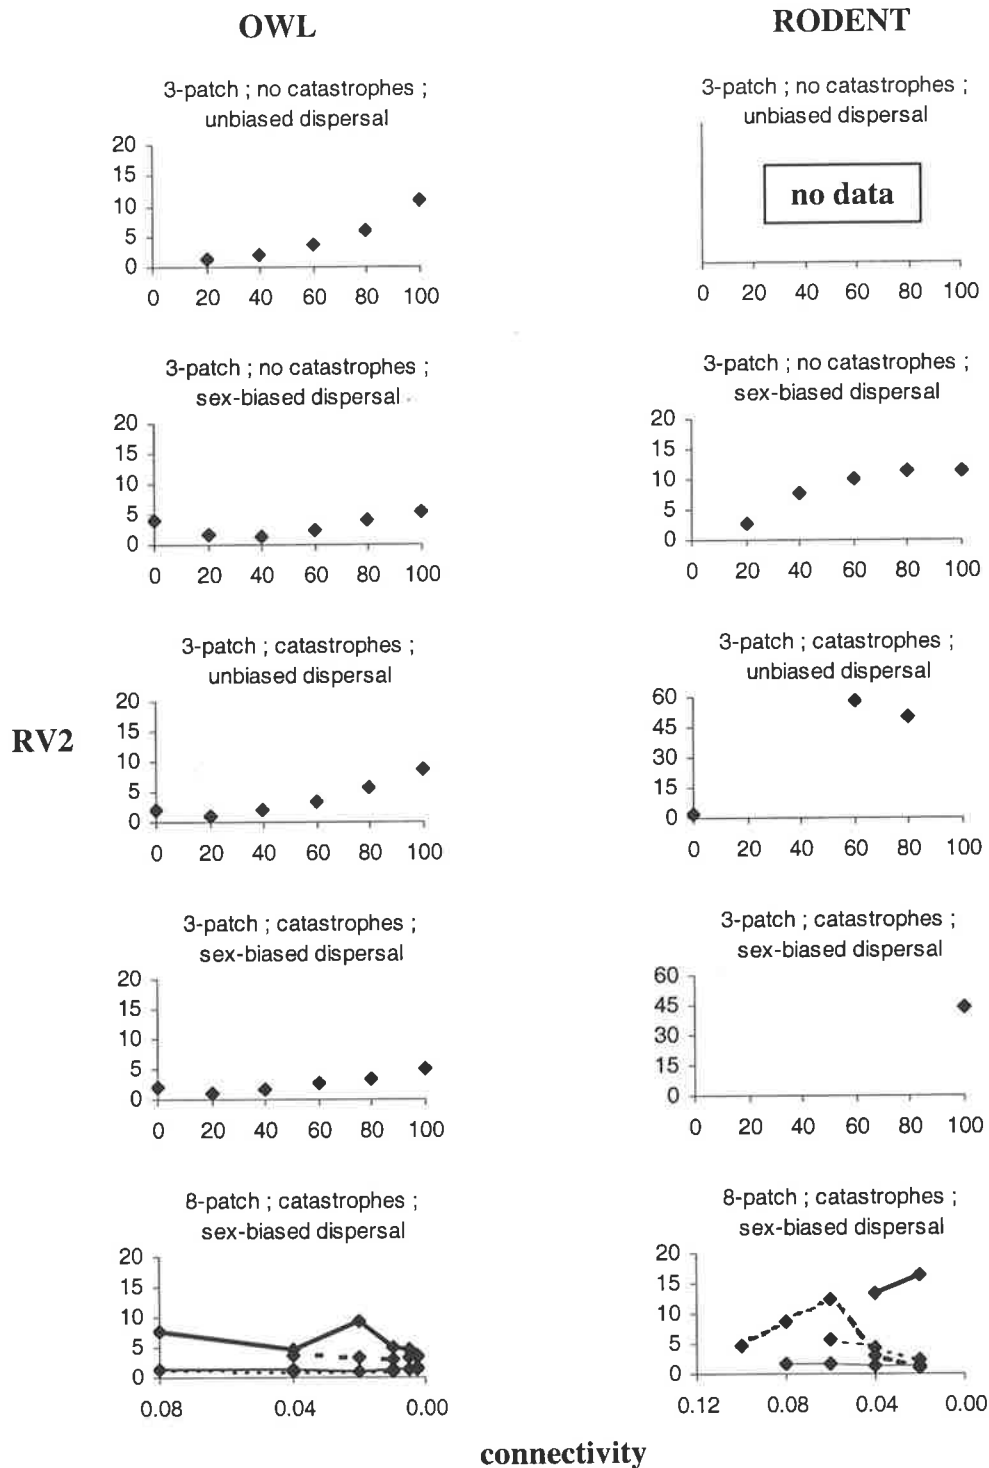 OWL
RODENT
3-patch ; no catastrophes ;
unbiased dispersal
20
15
10
5
0
0 20 40 60 80 100
3-patch ; no catastrophes ;
unbiased dispersal
no data
0 20 40 60 80 100
3-patch ; no catastrophes ;
sex-biased dispersal
20
15
10
5
0
0 20 40 60 80 100
3-patch ; no catastrophes ;
sex-biased dispersal
20
15
10
5
0
0 20 40 60 80 100
RV2
3-patch ; catastrophes ;
unbiased dispersal
20
15
10
5
0
0 20 40 60 80 100
3-patch ; catastrophes ;
unbiased dispersal
60
45
30
15
0
0 20 40 60 80 100
3-patch ; catastrophes ;
sex-biased dispersal
20
15
10
5
0
0 20 40 60 80 100
3-patch ; catastrophes ;
sex-biased dispersal
60
45
30
15
0
0 20 40 60 80 100
8-patch ; catastrophes ;
sex-biased dispersal
20
15
10
5
0
0.08 0.04 0.00
8-patch ; catastrophes ;
sex-biased dispersal
20
15
10
5
0
0.12 0.08 0.04 0.00
connectivity